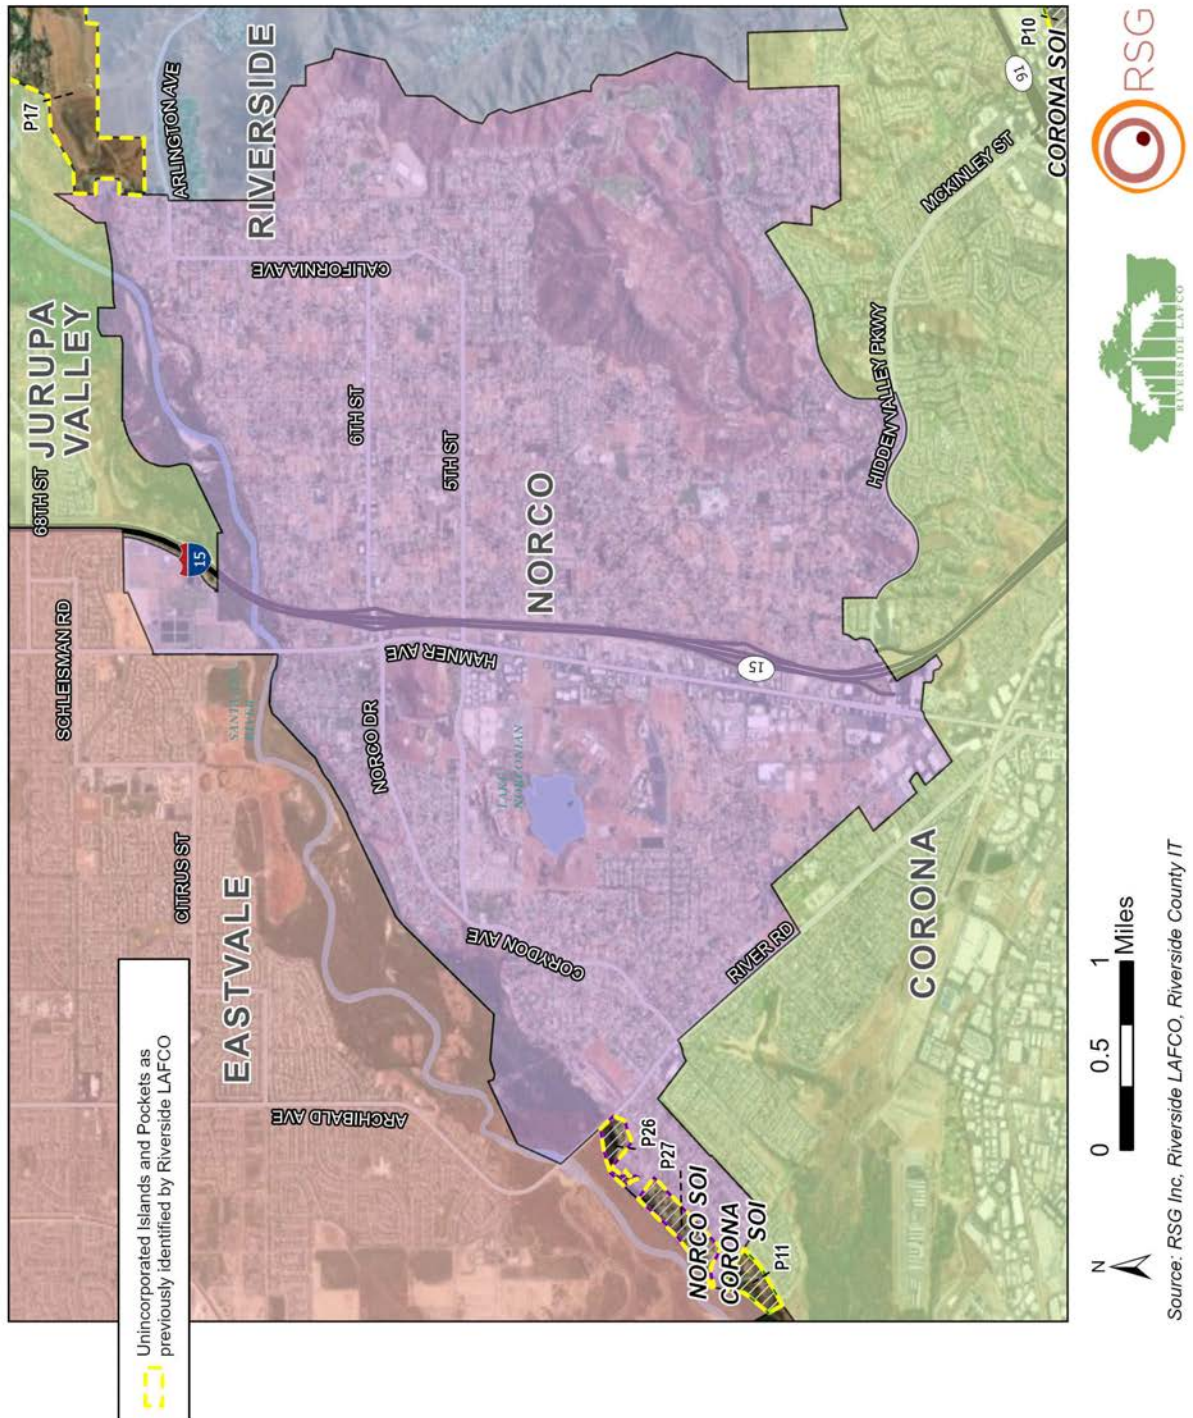 Unincorporated Islands and Pockets as
previously identified by Riverside LAFCO
SCHLEISMAN RD
68TH ST
JURUPA
VALLEY
P17
ARLINGTON AVE
RIVERSIDE
CITRUS ST
EASTVALE
ARCHIBALD AVE
SANTA ANA
RIVER
15
CALIFORNIA AVE
6TH ST
5TH ST
NORCO DR
HAMNER AVE
LAKE
NORCONIAN
NORCO
CORYDON AVE
P26
P27
NORCO SOI
CORONA
SOI
P11
RIVER RD
15
HIDDEN VALLEY PKWY
MCKINLEY ST
91
P10
CORONA SOI
CORONA
N
0 0.5 1
Miles
Source: RSG Inc, Riverside LAFCO, Riverside County IT
RIVERSIDE LAFCO
RSG